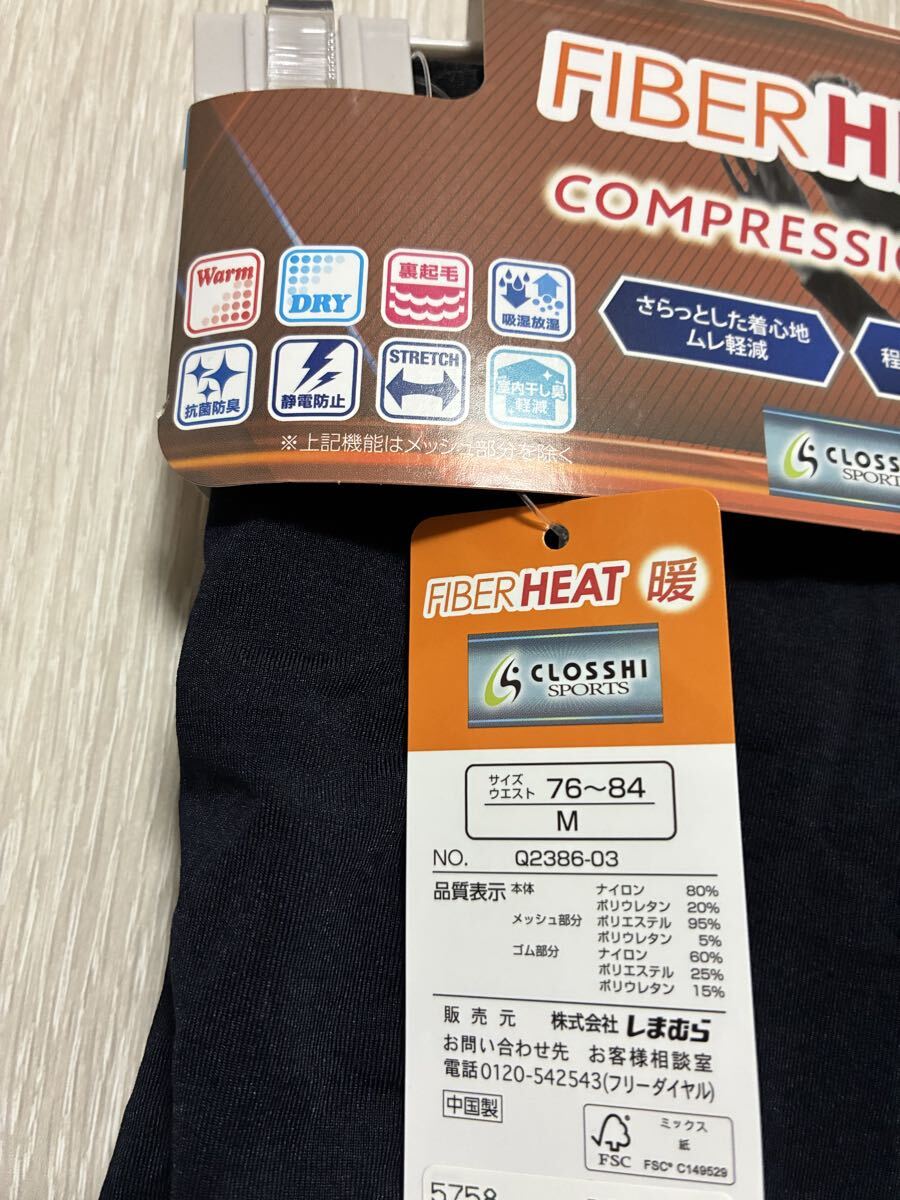 FIBER
COMPRESSI
Warm
DRY
裏起毛
吸湿放湿
さらっとした着心地
ムレ軽減
程
抗菌防臭
静電防止
STRETCH
室内干し臭
軽減
※上記機能はメッシュ部分を除く
CLOSSH
SPORT
FIBERHEAT 暖
CLOSSHI
SPORTS
サイズ
ウエスト 76〜84
M
NO. Q2386-03
品質表示 本体 ナイロン 80%
ポリウレタン 20%
メッシュ部分 ポリエステル 95%
ポリウレタン 5%
ゴム部分 ナイロン 60%
ポリエステル 25%
ポリウレタン 15%
販売元 株式会社 しまむら
お問い合わせ先 お客様相談室
電話0120-542543(フリーダイヤル)
中国製
ミックス
紙
FSC
FSC® C149529
5758